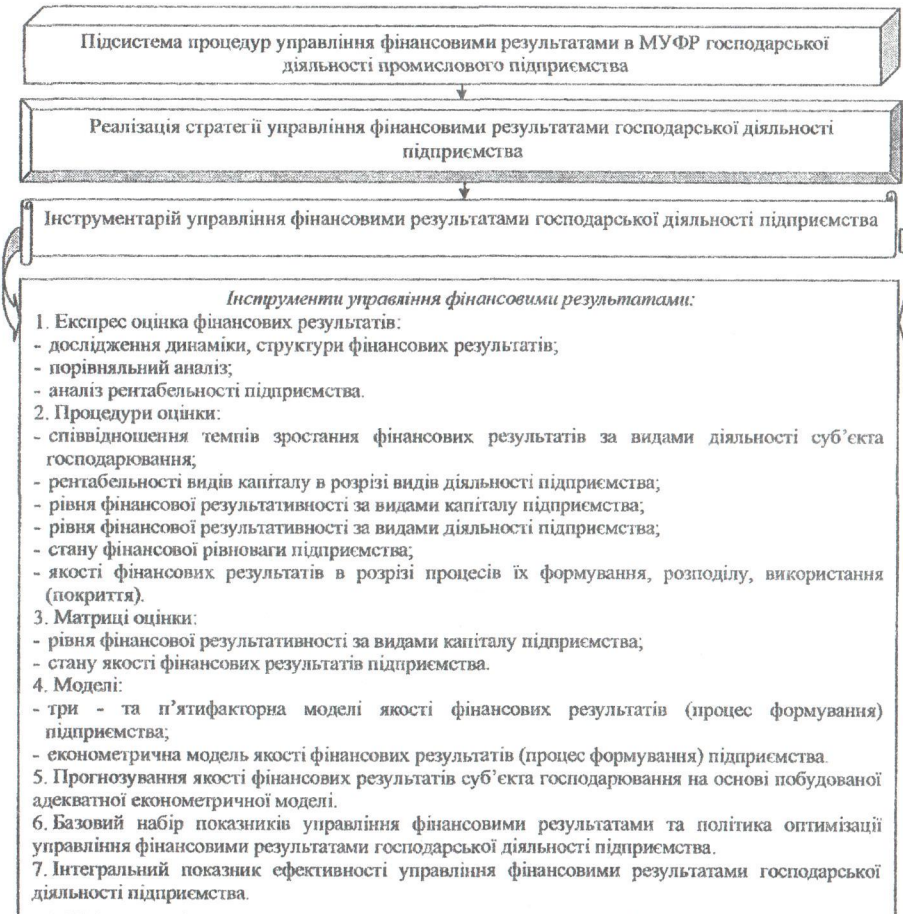 Підсистема процедур управління фінансовими результатами в МУФР господарської
діяльності промислового підприємства
Реалізація стратегії управління фінансовими результатами господарської діяльності
підприємства
Інструментарій управління фінансовими результатами господарської діяльності підприємства
Інструменти управління фінансовими результатами:
1. Експрес оцінка фінансових результатів:
- дослідження динаміки, структури фінансових результатів;
- порівняльний аналіз;
- аналіз рентабельності підприємства.
2. Процедури оцінки:
- співвідношення темпів зростання фінансових результатів за видами діяльності суб’єкта
господарювання;
- рентабельності видів капіталу в розрізі видів діяльності підприємства;
- рівня фінансової результативності за видами капіталу підприємства;
- рівня фінансової результативності за видами діяльності підприємства;
- стану фінансової рівноваги підприємства;
- якості фінансових результатів в розрізі процесів їх формування, розподілу, використання
(покриття).
3. Матриці оцінки:
- рівня фінансової результативності за видами капіталу підприємства;
- стану якості фінансових результатів підприємства.
4. Моделі:
- три - та п’ятифакторна моделі якості фінансових результатів (процес формування)
підприємства;
- економетрична модель якості фінансових результатів (процес формування) підприємства.
5. Прогнозування якості фінансових результатів суб’єкта господарювання на основі побудованої
адекватної економетричної моделі.
6. Базовий набір показників управління фінансовими результатами та політика оптимізації
управління фінансовими результатами господарської діяльності підприємства.
7. Інтегральний показник ефективності управління фінансовими результатами господарської
діяльності підприємства.